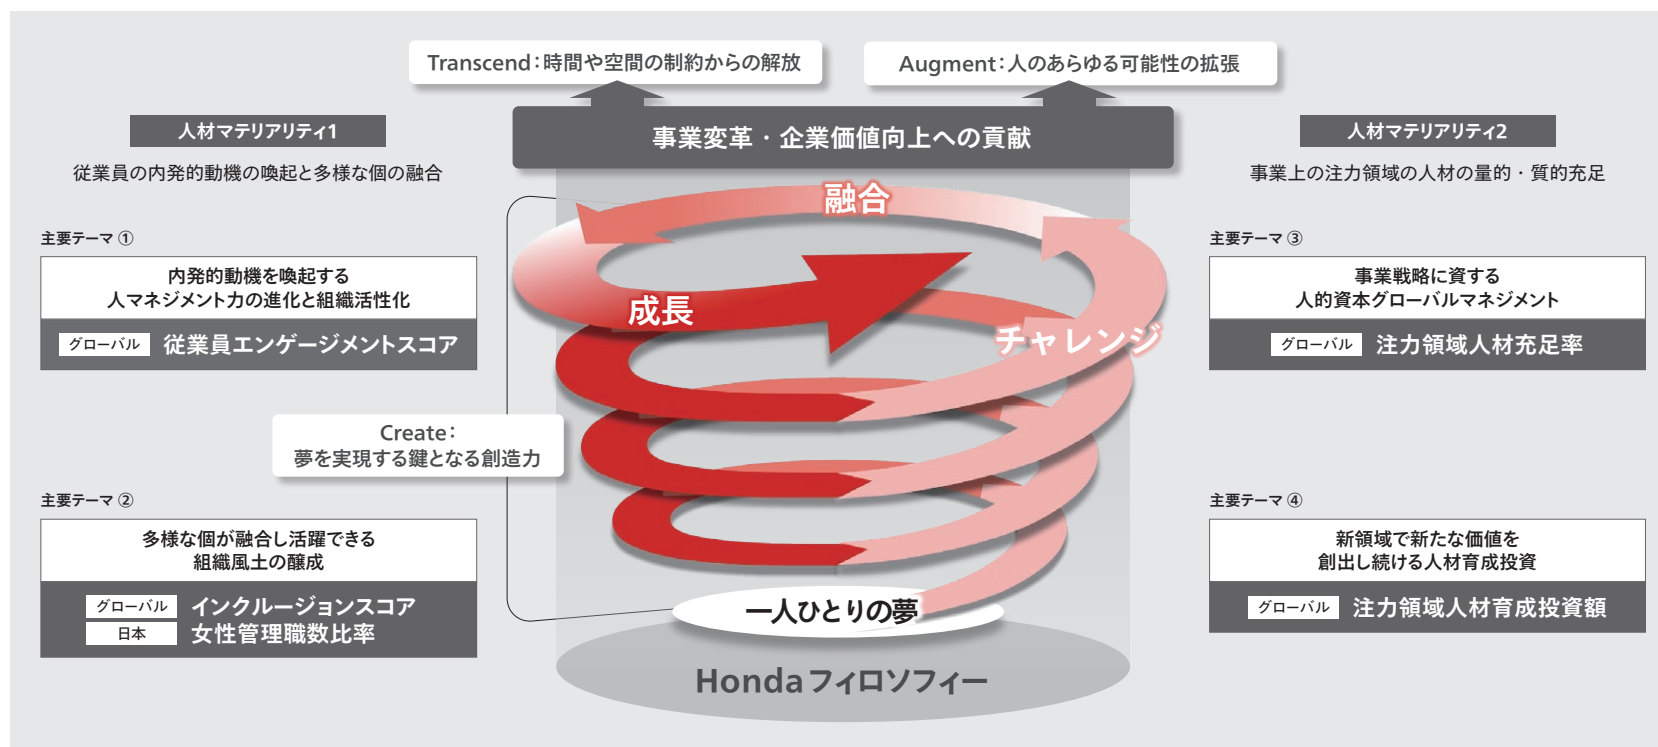 Transcend：時間や空間の制約からの解放
Augment：人のあらゆる可能性の拡張
事業変革・企業価値向上への貢献
人材マテリアリティ1
従業員の内発的動機の喚起と多様な個の融合
主要テーマ ①
内発的動機を喚起する
人マネジメント力の進化と組織活性化
グローバル 従業員エンゲージメントスコア
主要テーマ ②
多様な個が融合し活躍できる
組織風土の醸成
グローバル インクルージョンスコア
日本 女性管理職数比率
融合
成長
チャレンジ
Create：
夢を実現する鍵となる創造力
一人ひとりの夢
Hondaフィロソフィー
人材マテリアリティ2
事業上の注力領域の人材の量的・質的充足
主要テーマ ③
事業戦略に資する
人的資本グローバルマネジメント
グローバル 注力領域人材充足率
主要テーマ ④
新領域で新たな価値を
創出し続ける人材育成投資
グローバル 注力領域人材育成投資額